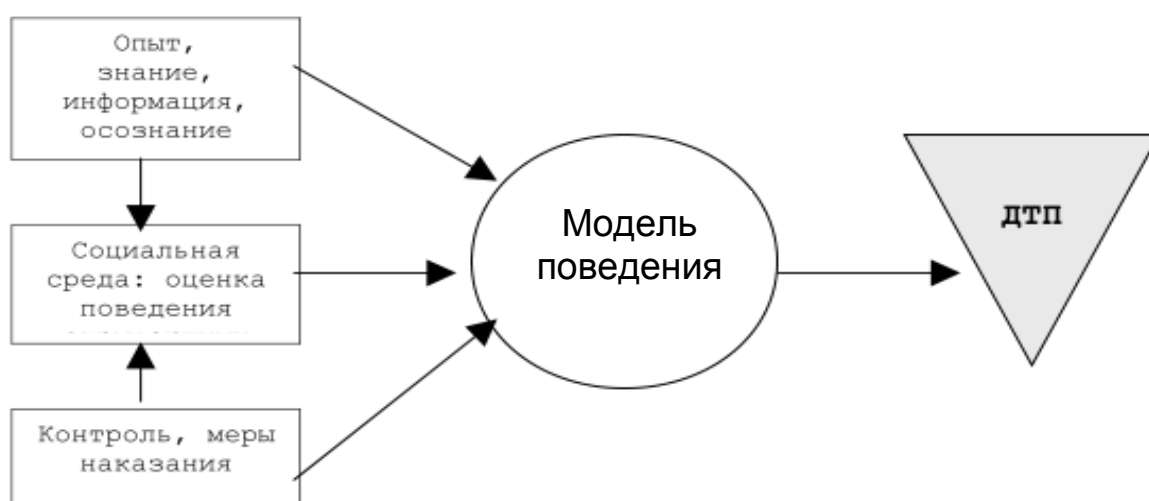 Опыт,
знание,
информация,
осознание
Социальная
среда: оценка
поведения
Контроль, меры
наказания
Модель
поведения
ДТП